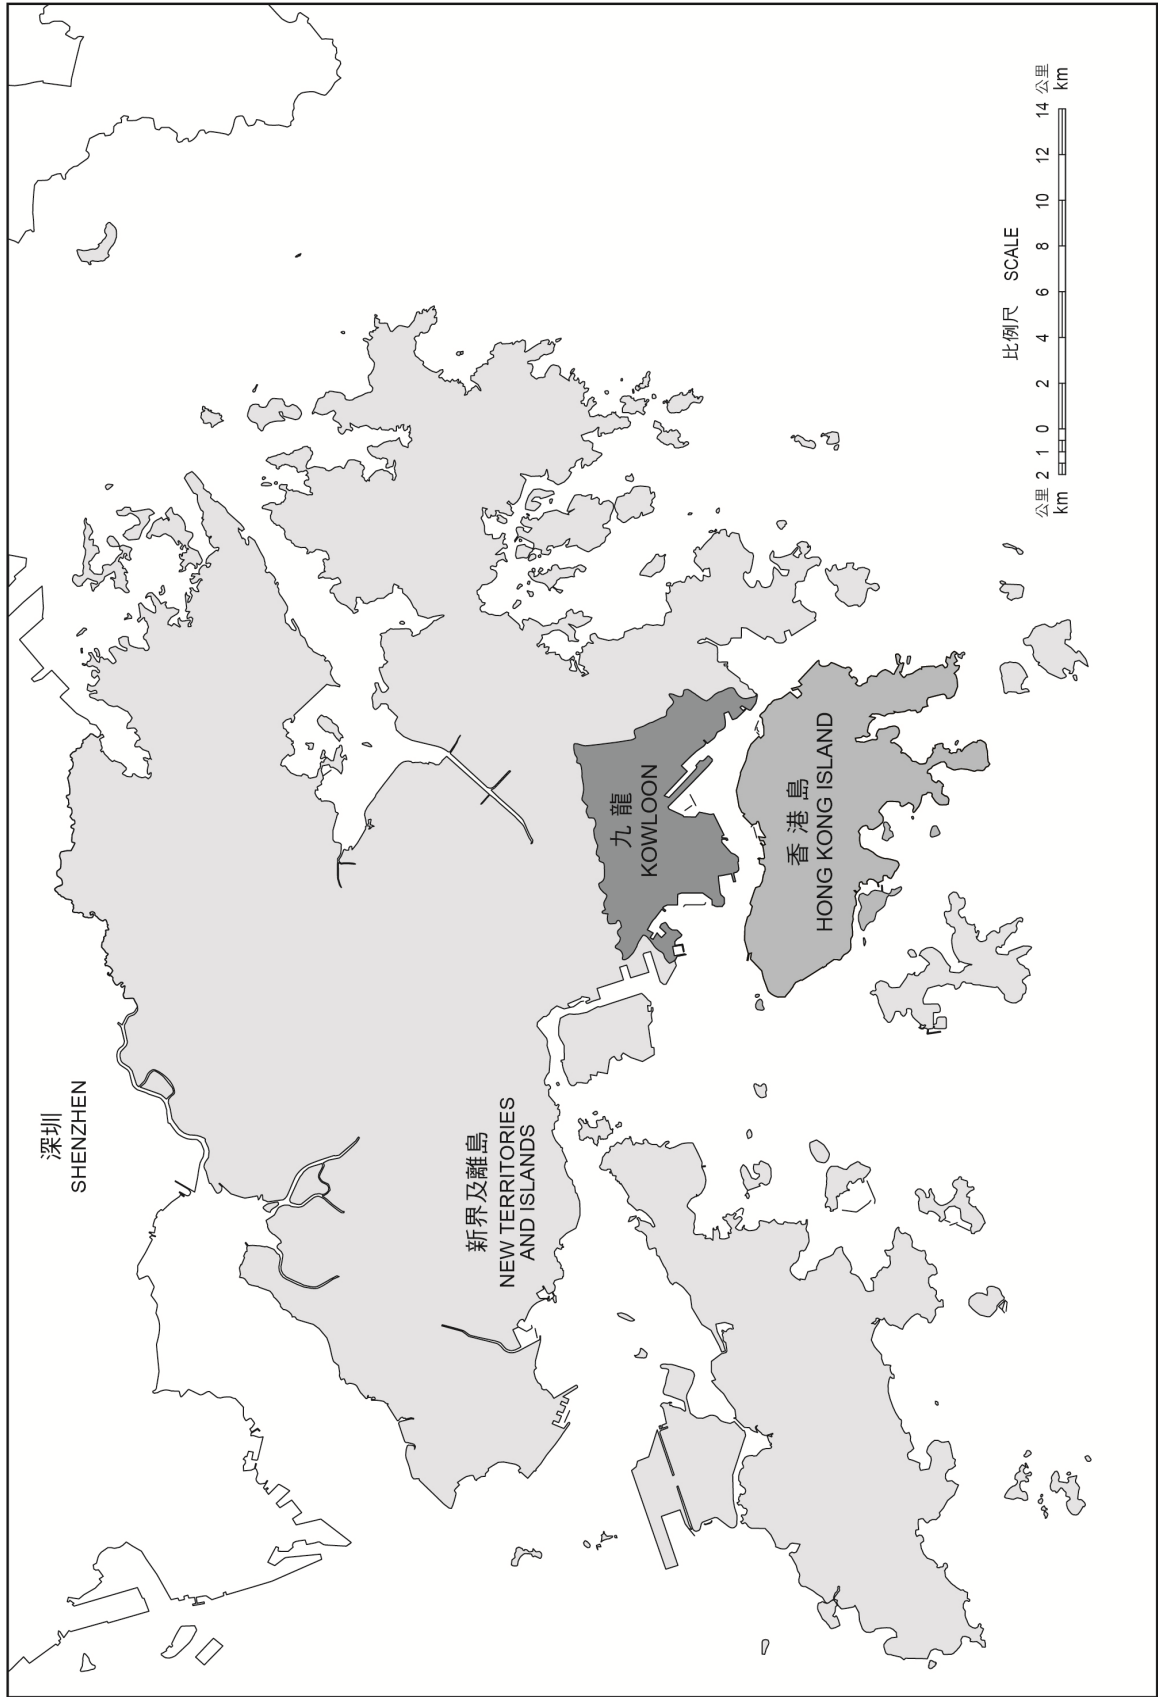 深圳
SHENZHEN
新界及離島
NEW TERRITORIES
AND ISLANDS
九龍
KOWLOON
香港島
HONG KONG ISLAND
比例尺 SCALE
公里 2 1 0 2 4 6 8 10 12 14 公里
km km